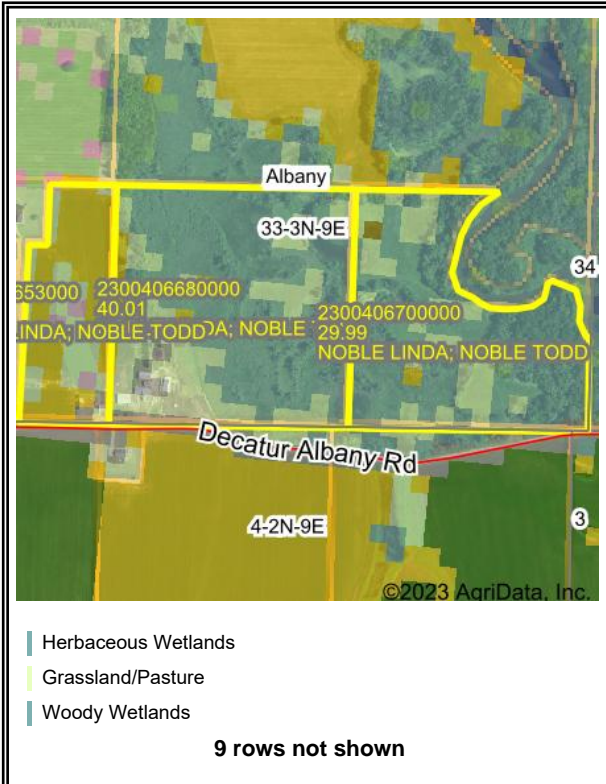 Albany
33-3N-9E
34
653000
2300406680000
40.01
LINDA; NOBLE TODD
DA; NOBLE
2300406700000
29.99
NOBLE LINDA; NOBLE TODD
Decatur Albany Rd
4-2N-9E
3
©2023 AgriData, Inc.
Herbaceous Wetlands
Grassland/Pasture
Woody Wetlands
9 rows not shown